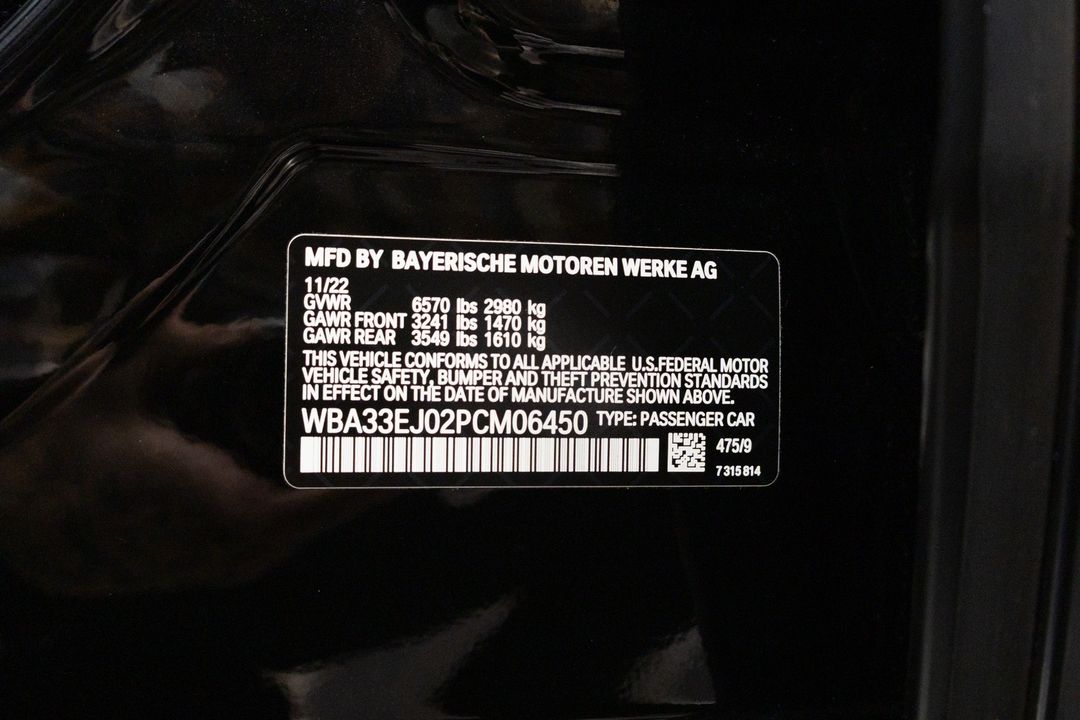 MFD BY BAYERISCHE MOTOREN WERKE AG
11/22
GVWR 6570 lbs 2980 kg
GAWR FRONT 3241 lbs 1470 kg
GAWR REAR 3549 lbs 1610 kg
THIS VEHICLE CONFORMS TO ALL APPLICABLE U.S.FEDERAL MOTOR
VEHICLE SAFETY, BUMPER AND THEFT PREVENTION STANDARDS
IN EFFECT ON THE DATE OF MANUFACTURE SHOWN ABOVE.
WBA33EJ02PCM06450 TYPE: PASSENGER CAR
475/9
7 315 814